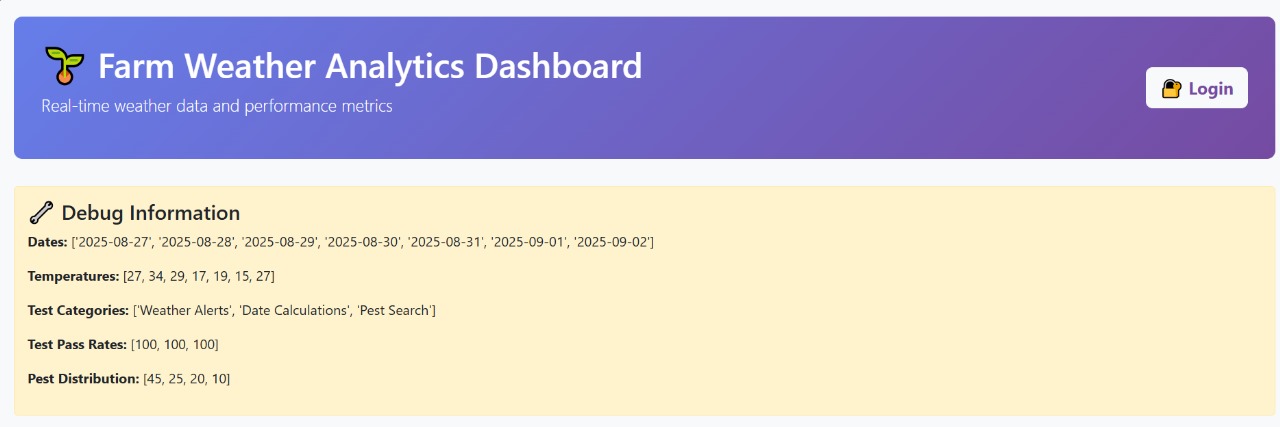 Farm Weather Analytics Dashboard
Real-time weather data and performance metrics
Login
Debug Information
Dates: ['2025-08-27', '2025-08-28', '2025-08-29', '2025-08-30', '2025-08-31', '2025-09-01', '2025-09-02']
Temperatures: [27, 34, 29, 17, 19, 15, 27]
Test Categories: ['Weather Alerts', 'Date Calculations', 'Pest Search']
Test Pass Rates: [100, 100, 100]
Pest Distribution: [45, 25, 20, 10]